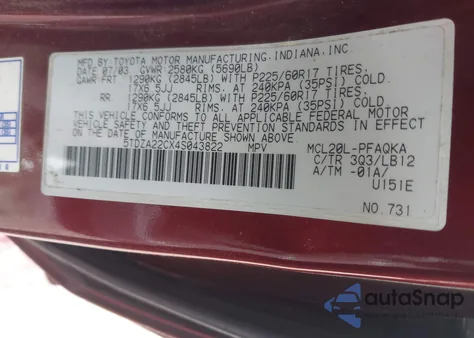 MFD. BY TOYOTA MOTOR MANUFACTURING, INDIANA, INC.
DATE 07/03 GVWR 2580KG (5690LB)
GAWR FRT 1290KG (2845LB) WITH P225/60R17 TIRES,
17X6.5JJ RIMS, AT 240KPA (35PSI) COLD.
RR 1290KG (2845LB) WITH P225/60R17 TIRES,
17X6.5JJ RIMS, AT 240KPA (35PSI) COLD.
THIS VEHICLE CONFORMS TO ALL APPLICABLE FEDERAL MOTOR
VEHICLE SAFETY AND THEFT PREVENTION STANDARDS IN EFFECT
ON THE DATE OF MANUFACTURE SHOWN ABOVE.
5TDZA22CX4S043822 MPV
MCL20L-PFAQKA
C/TR 3Q3/LB12
A/TM -01A/
U151E
NO. 731
autoSnap